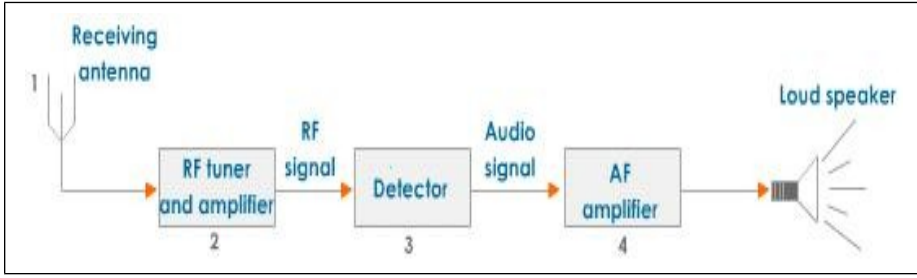 Receiving
antenna
1
RF tuner
and amplifier
2
RF
signal
Detector
3
Audio
signal
AF
amplifier
4
Loud speaker